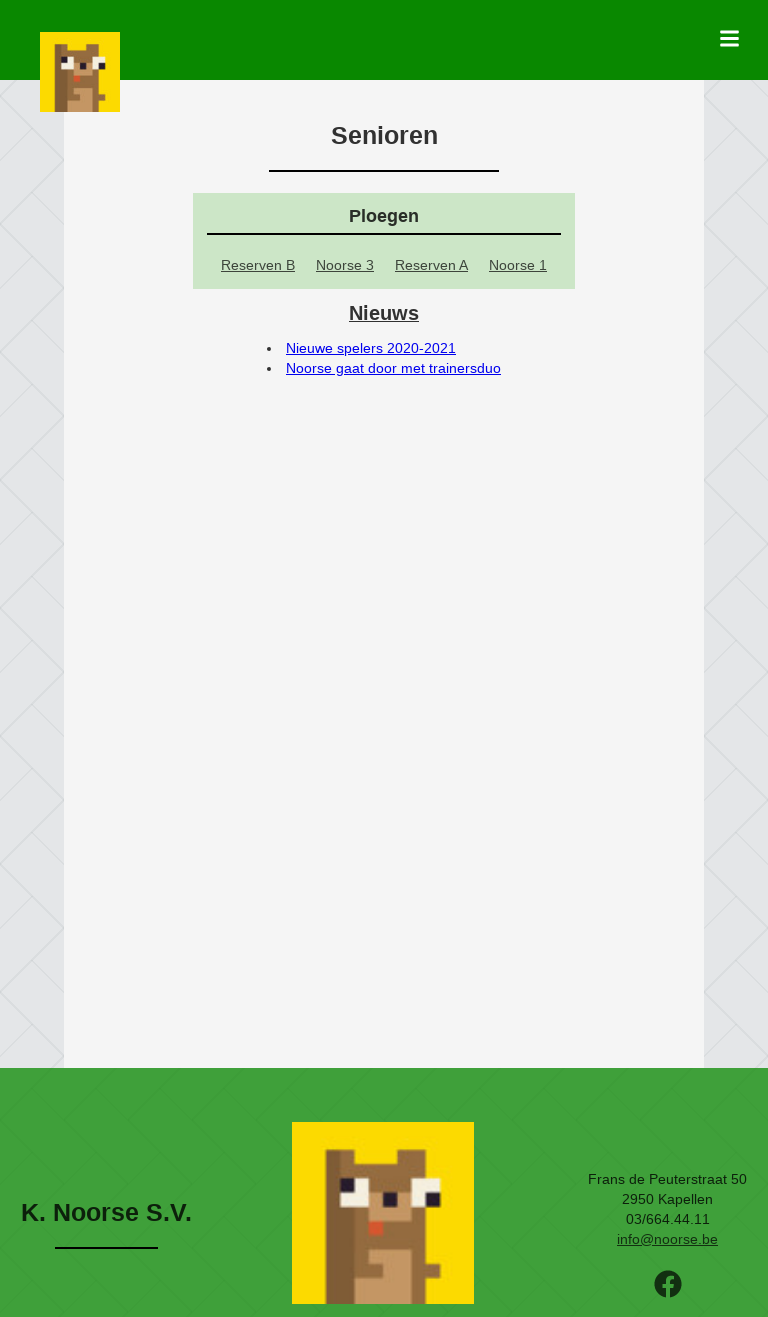 Senioren
Ploegen
Reserven B
Noorse 3
Reserven A
Noorse 1
Nieuws
Nieuwe spelers 2020-2021
Noorse gaat door met trainersduo
K. Noorse S.V.
Frans de Peuterstraat 50
2950 Kapellen
03/664.44.11
info@noorse.be